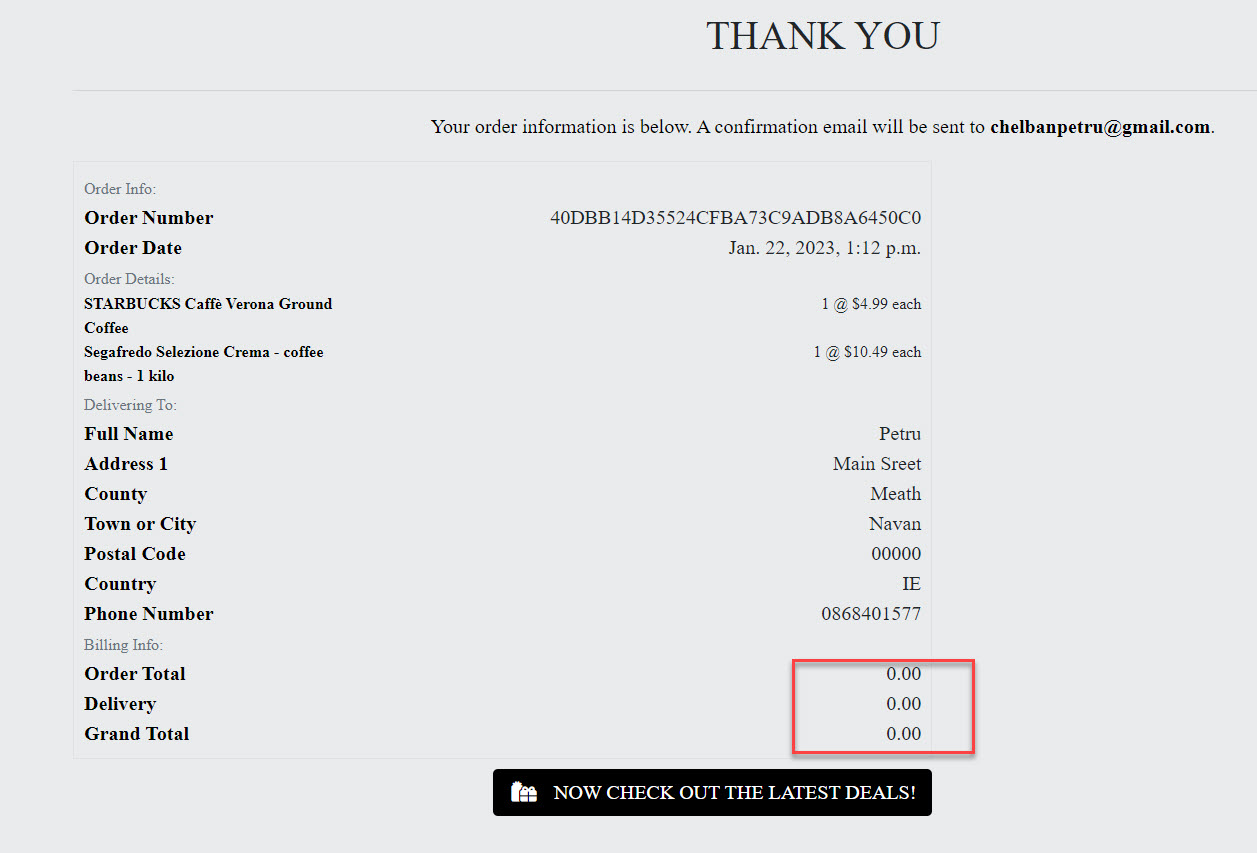 THANK YOU
Your order information is below. A confirmation email will be sent to chelbanpetru@gmail.com.
Order Info:
Order Number 40DBB14D35524CFBA73C9ADB8A6450C0
Order Date Jan. 22, 2023, 1:12 p.m.
Order Details:
STARBUCKS Caffè Verona Ground 1 @ $4.99 each
Coffee
Segafredo Selezione Crema - coffee 1 @ $10.49 each
beans - 1 kilo
Delivering To:
Full Name Petru
Address 1 Main Sreet
County Meath
Town or City Navan
Postal Code 00000
Country IE
Phone Number 0868401577
Billing Info:
Order Total 0.00
Delivery 0.00
Grand Total 0.00
NOW CHECK OUT THE LATEST DEALS!